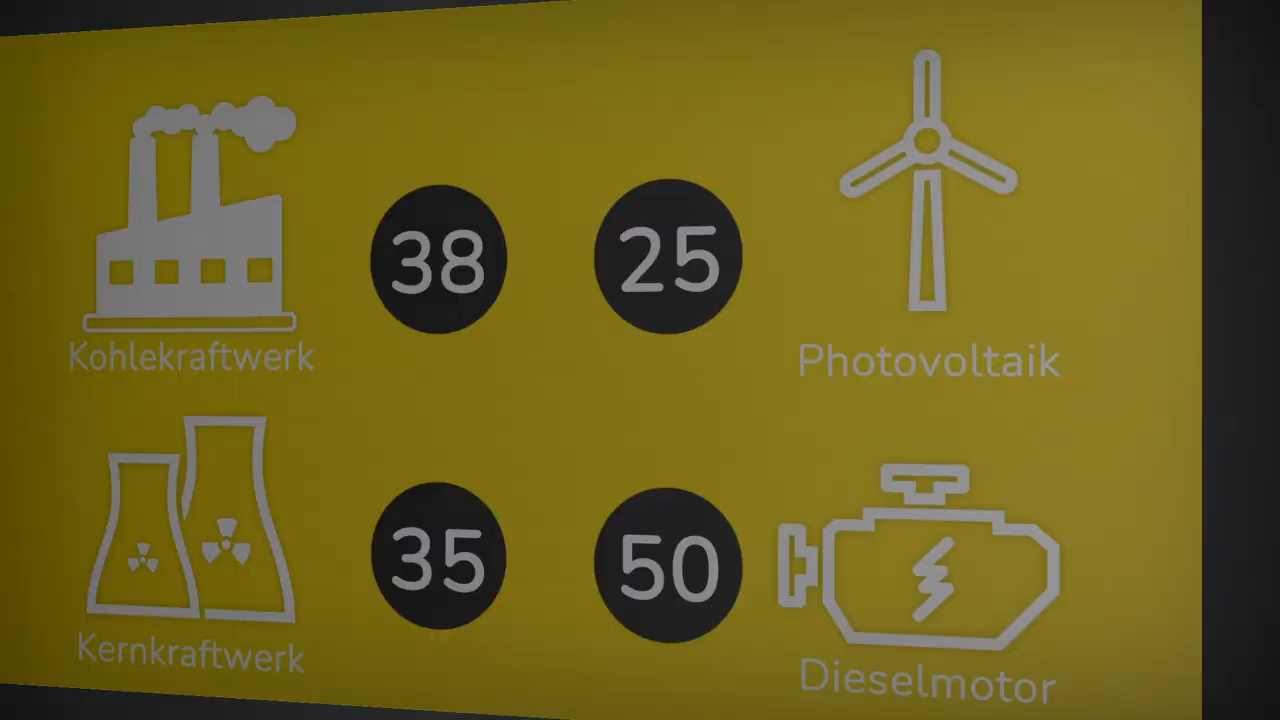 38
25
Kohlekraftwerk
Photovoltaik
35
50
Kernkraftwerk
Dieselmotor